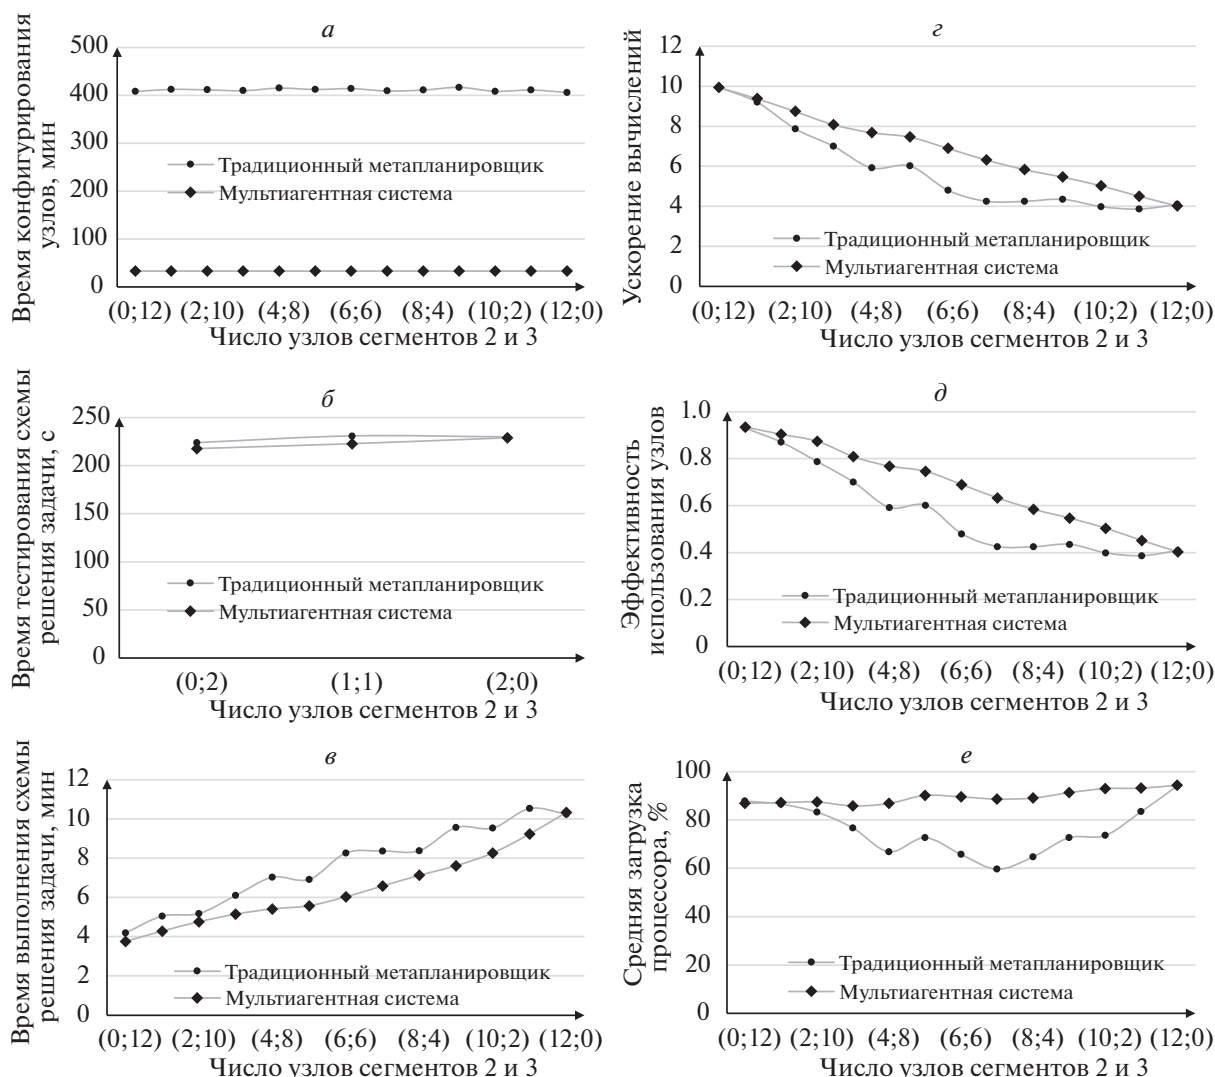 а
Время конфигурирования
узлов, мин
500
400
300
200
100
0
Традиционный метапланировщик
Мультиагентная система
(0;12) (2;10) (4;8) (6;6) (8;4) (10;2) (12;0)
Число узлов сегментов 2 и 3
г
Ускорение вычислений
12
10
8
6
4
2
0
Традиционный метапланировщик
Мультиагентная система
(0;12) (2;10) (4;8) (6;6) (8;4) (10;2) (12;0)
Число узлов сегментов 2 и 3
б
Время тестирования схемы
решения задачи, с
250
200
150
100
50
0
Традиционный метапланировщик
Мультиагентная система
(0;2) (1;1) (2;0)
Число узлов сегментов 2 и 3
д
Эффективность
использования узлов
1.0
0.8
0.6
0.4
0.2
0
Традиционный метапланировщик
Мультиагентная система
(0;12) (2;10) (4;8) (6;6) (8;4) (10;2) (12;0)
Число узлов сегментов 2 и 3
в
Время выполнения схемы
решения задачи, мин
12
10
8
6
4
2
0
Традиционный метапланировщик
Мультиагентная система
(0;12) (2;10) (4;8) (6;6) (8;4) (10;2) (12;0)
Число узлов сегментов 2 и 3
е
Средняя загрузка
процессора, %
100
80
60
40
20
0
Традиционный метапланировщик
Мультиагентная система
(0;12) (2;10) (4;8) (6;6) (8;4) (10;2) (12;0)
Число узлов сегментов 2 и 3